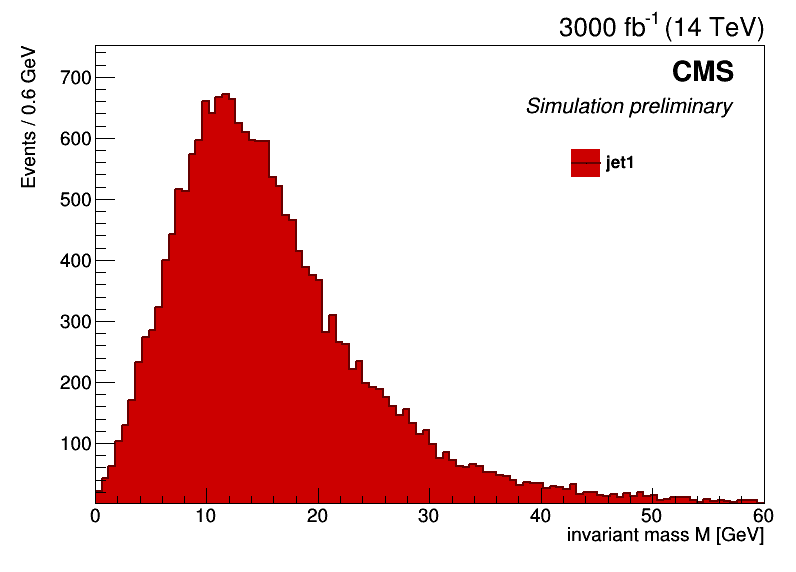 3000 fb-1 (14 TeV)
CMS
Simulation preliminary
jet1
Events / 0.6 GeV
700
600
500
400
300
200
100
0 10 20 30 40 50 60
invariant mass M [GeV]